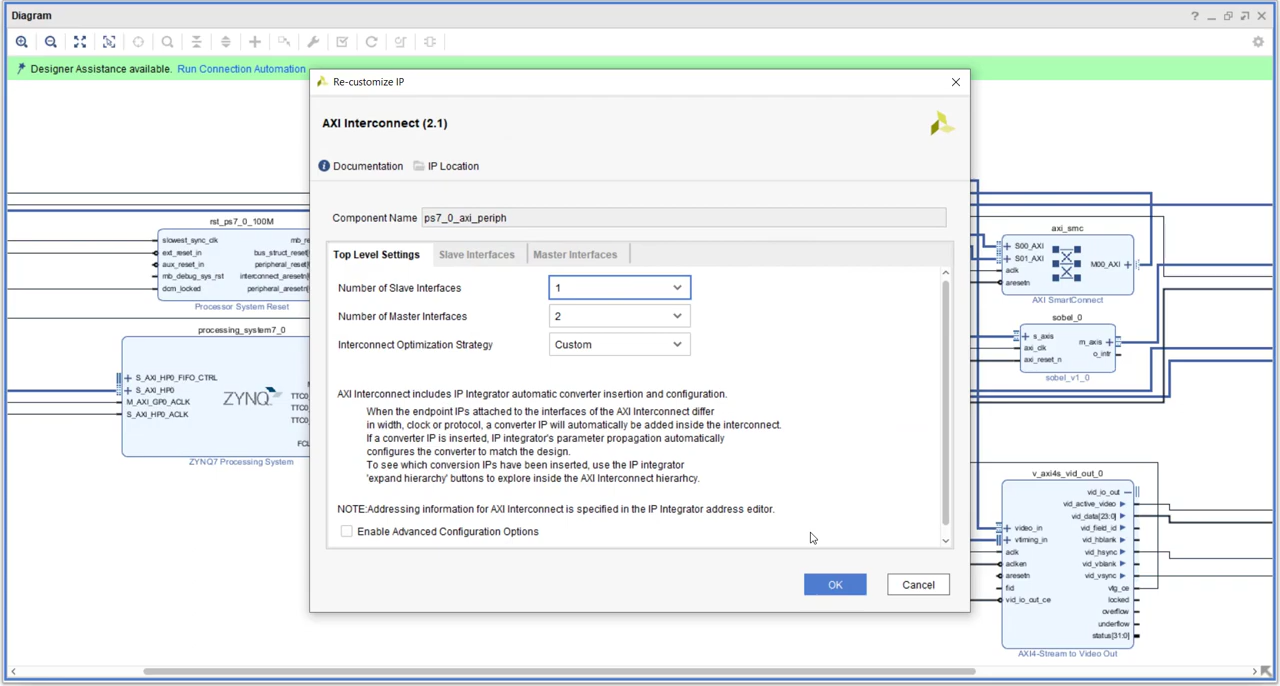 Diagram
Designer Assistance available. Run Connection Automation
Re-customize IP
AXI Interconnect (2.1)
Documentation IP Location
Component Name ps7_0_axi_periph
Top Level Settings Slave Interfaces Master Interfaces
Number of Slave Interfaces 1
Number of Master Interfaces 2
Interconnect Optimization Strategy Custom
AXI Interconnect includes IP Integrator automatic converter insertion and configuration.
When the endpoint IPs attached to the interfaces of the AXI Interconnect differ
in width, clock or protocol, a converter IP will automatically be added inside the interconnect.
If a converter IP is inserted, IP integrator's parameter propagation automatically
configures the converter to match the design.
To see which conversion IPs have been inserted, use the IP integrator
'expand hierarchy' buttons to explore inside the AXI Interconnect hierarhcy.
NOTE:Addressing information for AXI Interconnect is specified in the IP Integrator address editor.
Enable Advanced Configuration Options
OK Cancel
rst_ps7_0_100M
slowest_sync_clk mb_re
ext_reset_in bus_struct_reset[
aux_reset_in peripheral_reset[
mb_debug_sys_rst interconnect_aresetn[
dcm_locked peripheral_aresetn[
Processor System Reset
processing_system7_0
S_AXI_HP0_FIFO_CTRL
S_AXI_HP0
M_AXI_GP0_ACLK
S_AXI_HP0_ACLK
ZYNQ
TTC0_
TTC0_
TTC0_
FCL
ZYNQ7 Processing System
axi_smc
S00_AXI
S01_AXI M00_AXI
aclk
aresetn
AXI SmartConnect
sobel_0
s_axis m_axis
axi_clk o_intr
axi_reset_n
sobel_v1_0
v_axi4s_vid_out_0
vid_io_out
vid_active_video
vid_data[23:0]
video_in vid_field_id
vtiming_in vid_hblank
aclk vid_hsync
aclken vid_vblank
aresetn vid_vsync
fid vtg_ce
vid_io_out_ce locked
overflow
underflow
status[31:0]
AXI4-Stream to Video Out